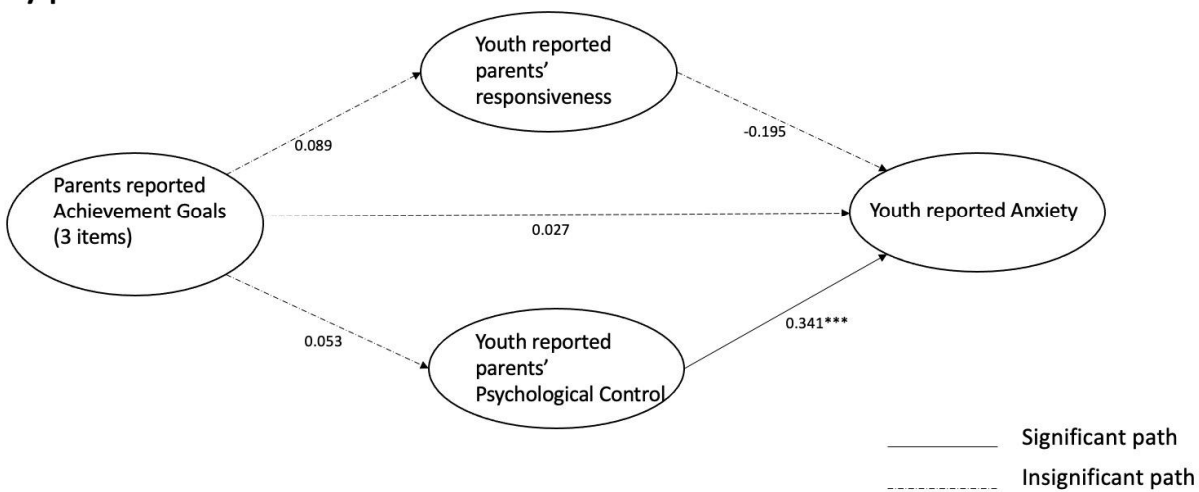 Youth reported
parents'
responsiveness
0.089
-0.195
Parents reported
Achievement Goals
(3 items)
Youth reported Anxiety
0.027
0.053
Youth reported
parents'
Psychological Control
0.341***
Significant path
Insignificant path